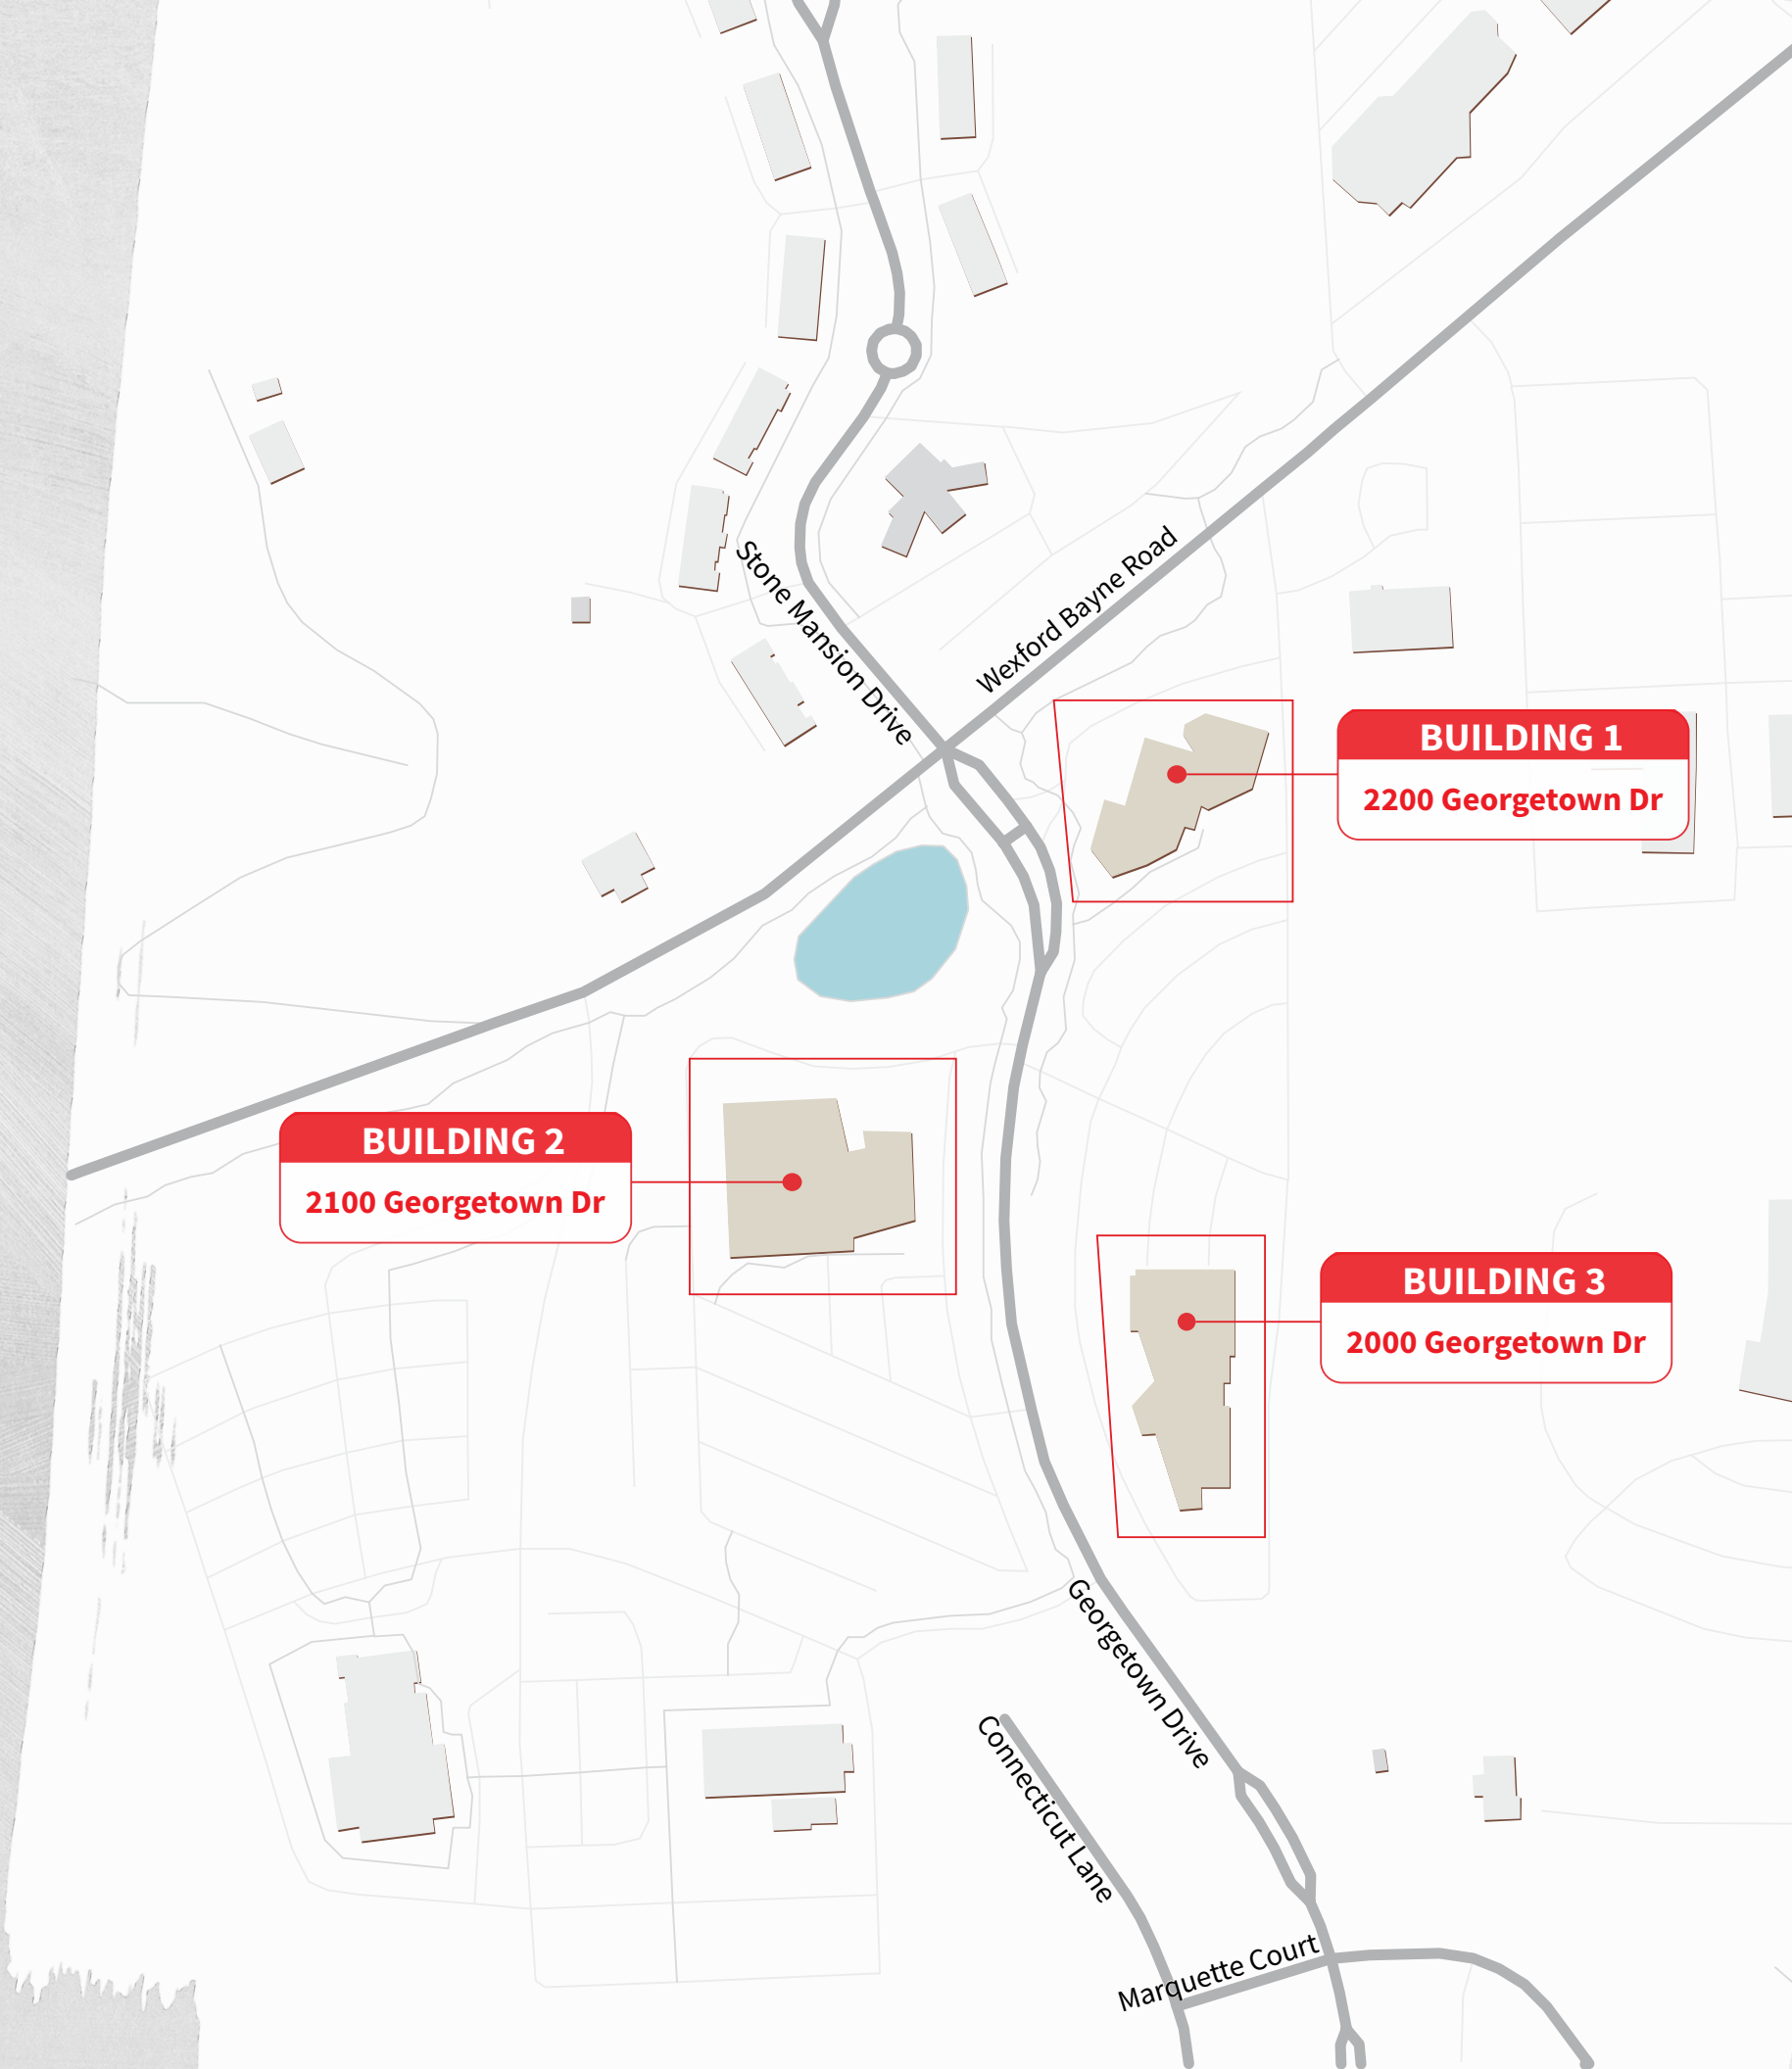 Stone Mansion Drive
Wexford Bayne Road
BUILDING 1
2200 Georgetown Dr
BUILDING 2
2100 Georgetown Dr
BUILDING 3
2000 Georgetown Dr
Georgetown Drive
Connecticut Lane
Marquette Court